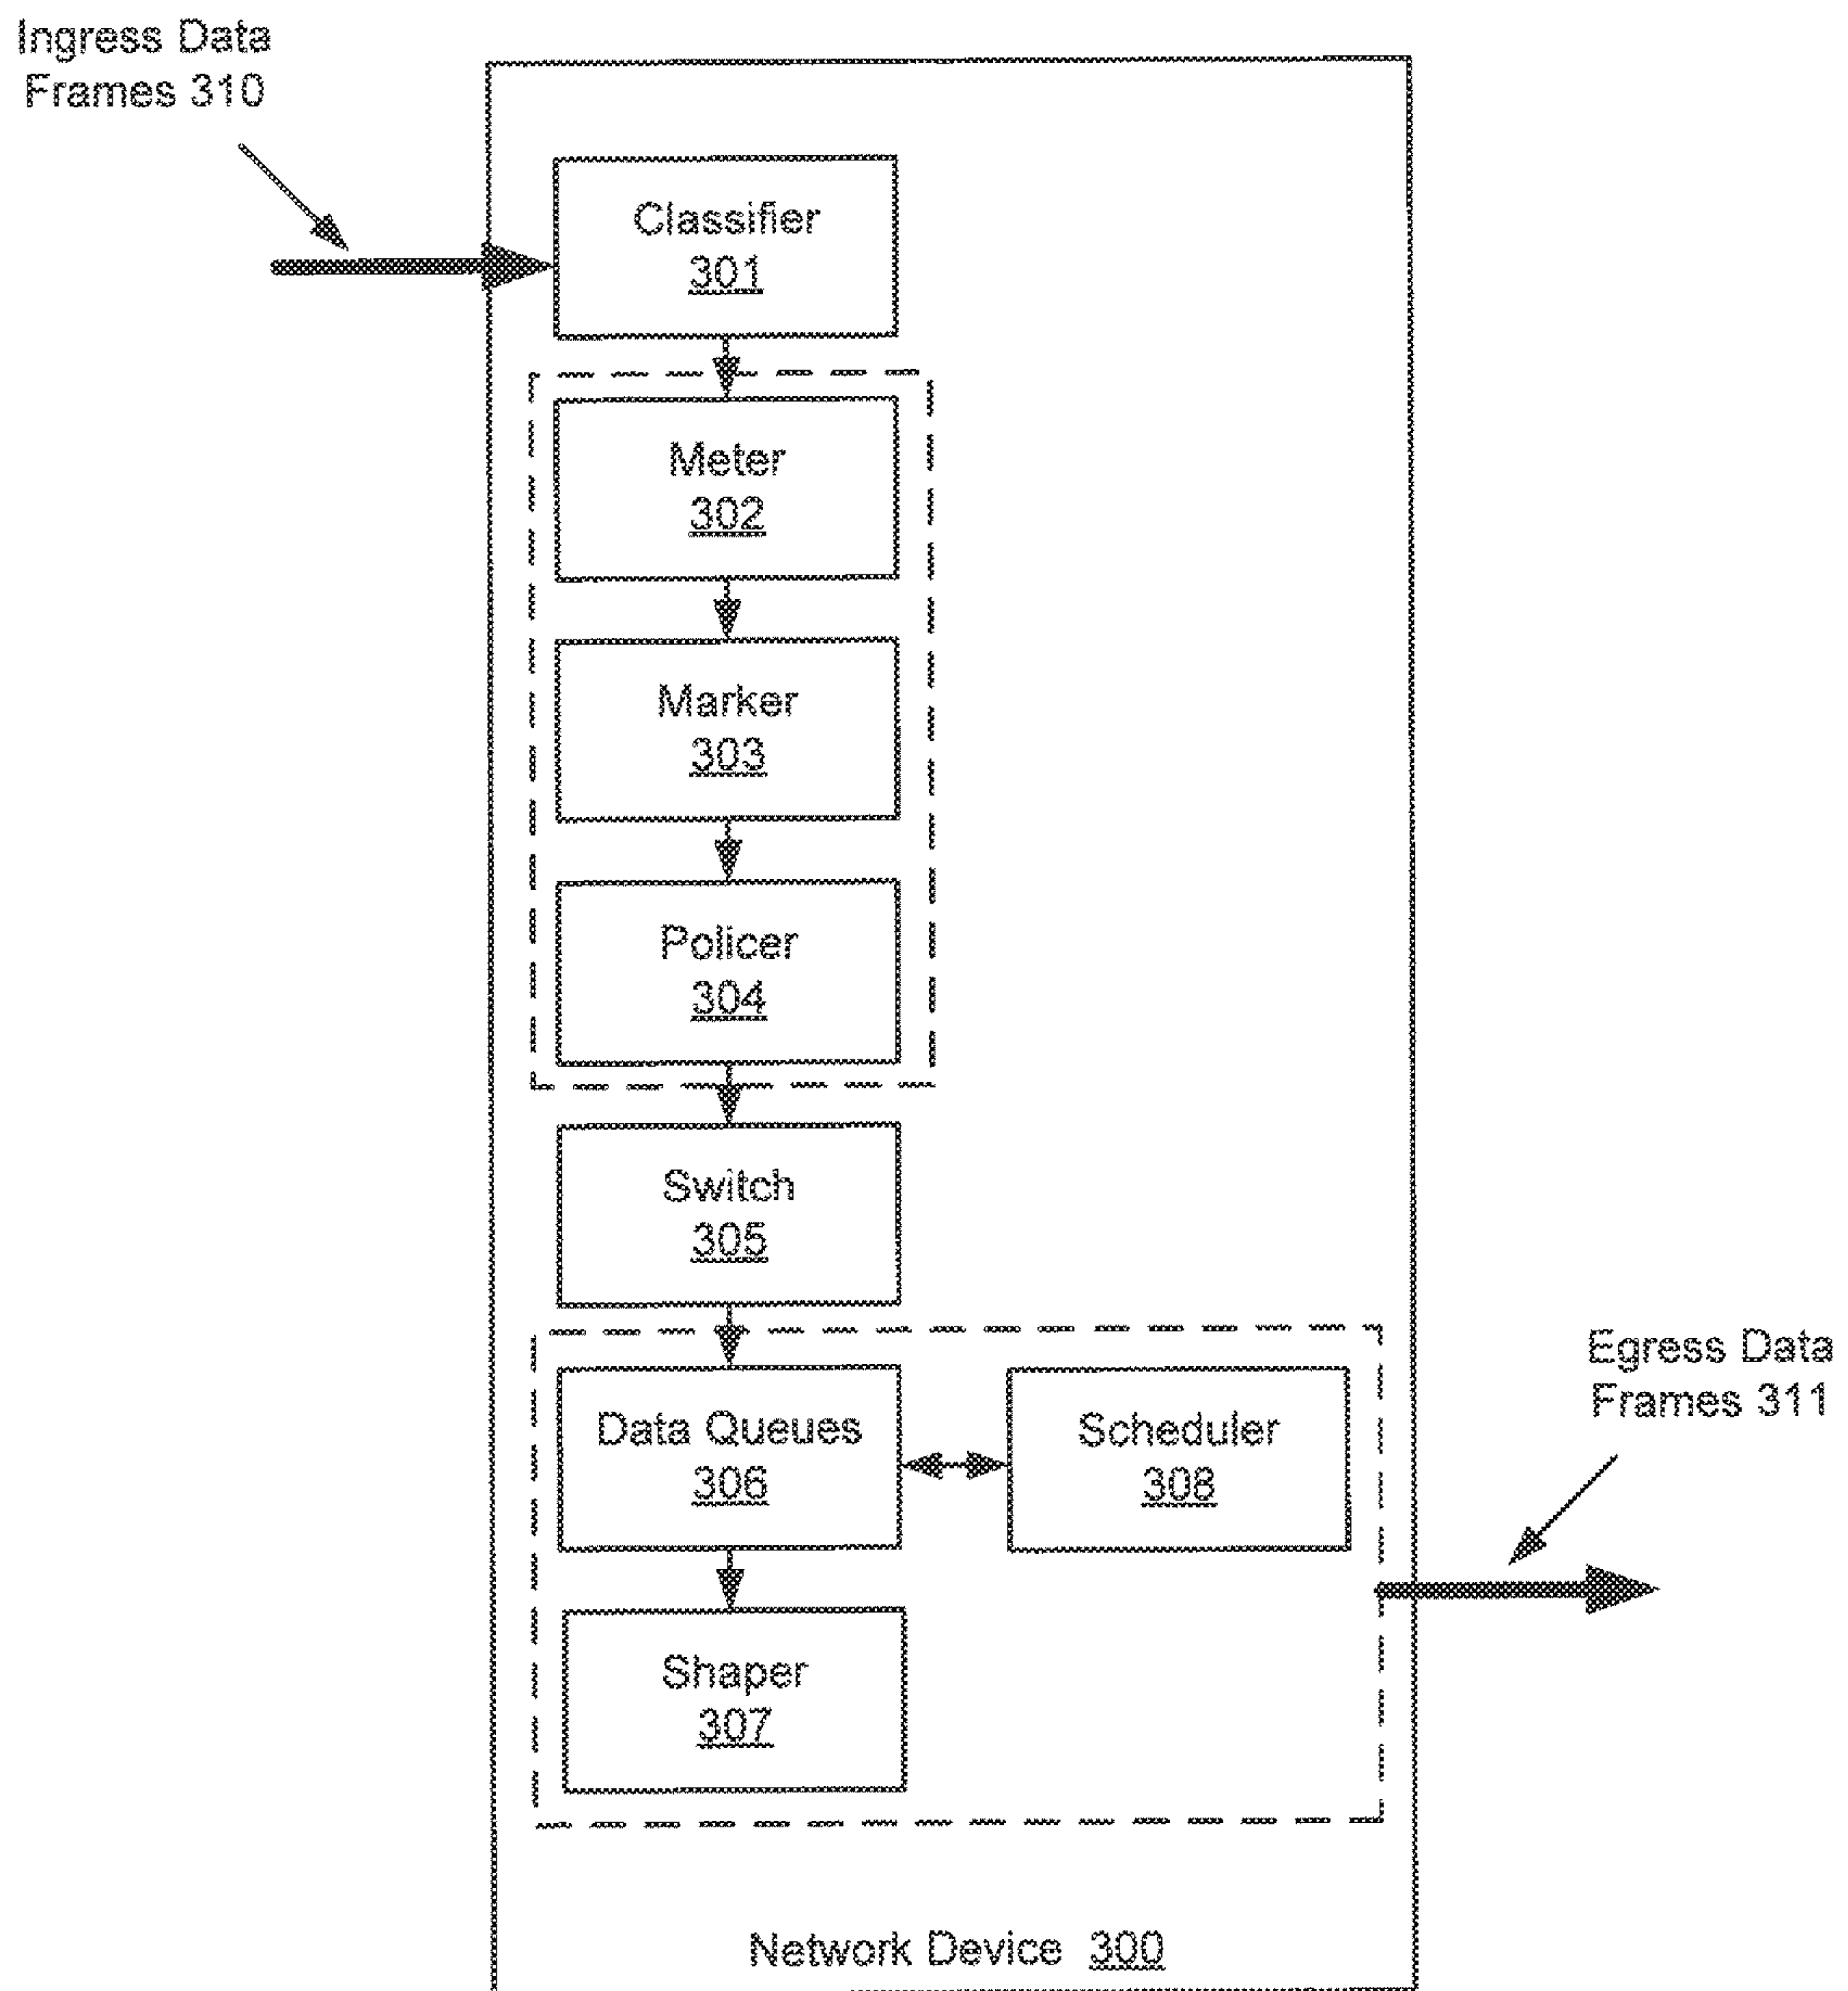 Ingress Data
Frames 310
Classifier
301
Meter
302
Marker
303
Policer
304
Switch
305
Data Queues
306
Scheduler
308
Egress Data
Frames 311
Shaper
307
Network Device 300